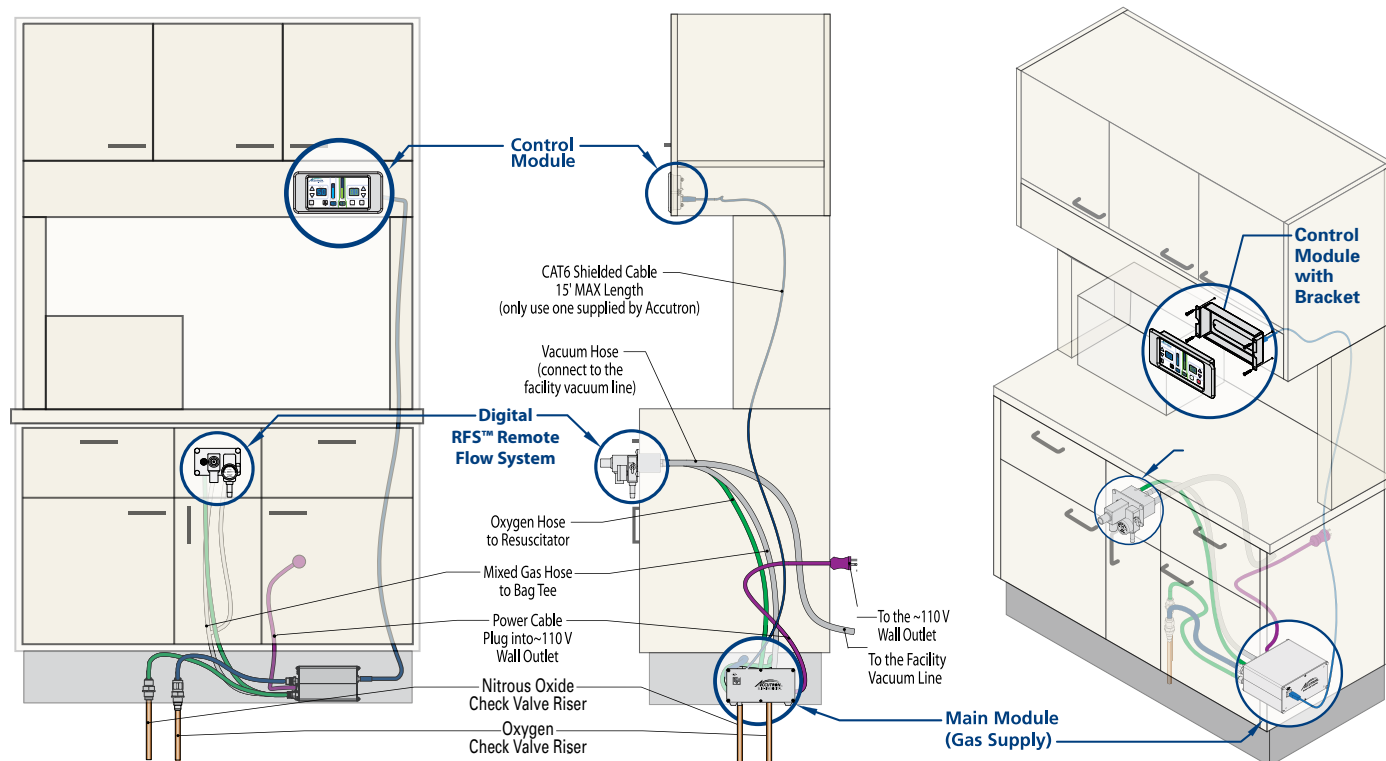 Control
Module
CAT6 Shielded Cable
15' MAX Length
(only use one supplied by Accutron)
Vacuum Hose
(connect to the
facility vacuum line)
Digital
RFS™ Remote
Flow System
Oxygen Hose
to Resuscitator
Mixed Gas Hose
to Bag Tee
Power Cable
Plug into~110 V
Wall Outlet
Nitrous Oxide
Check Valve Riser
Oxygen
Check Valve Riser
To the ~110 V
Wall Outlet
To the Facility
Vacuum Line
Main Module
(Gas Supply)
Control
Module
with
Bracket